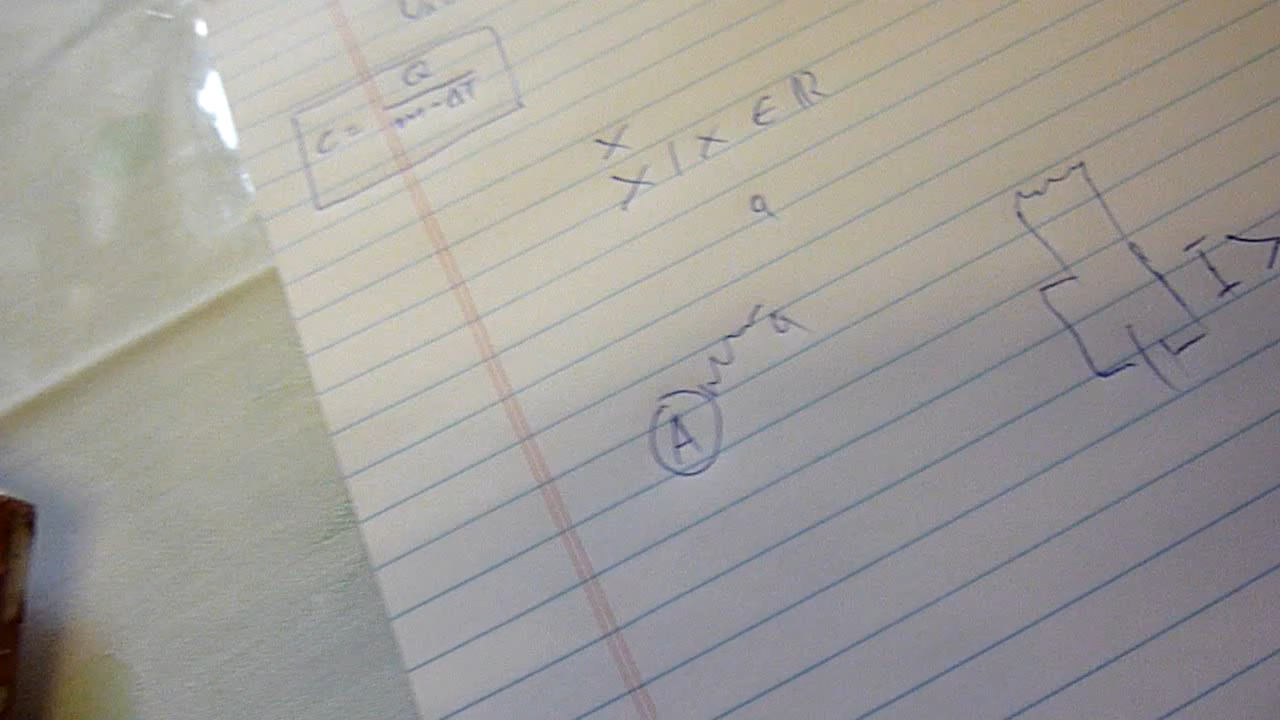 C = Q / m · ΔT
X
X | X ∈ ℝ
a
a
A
I